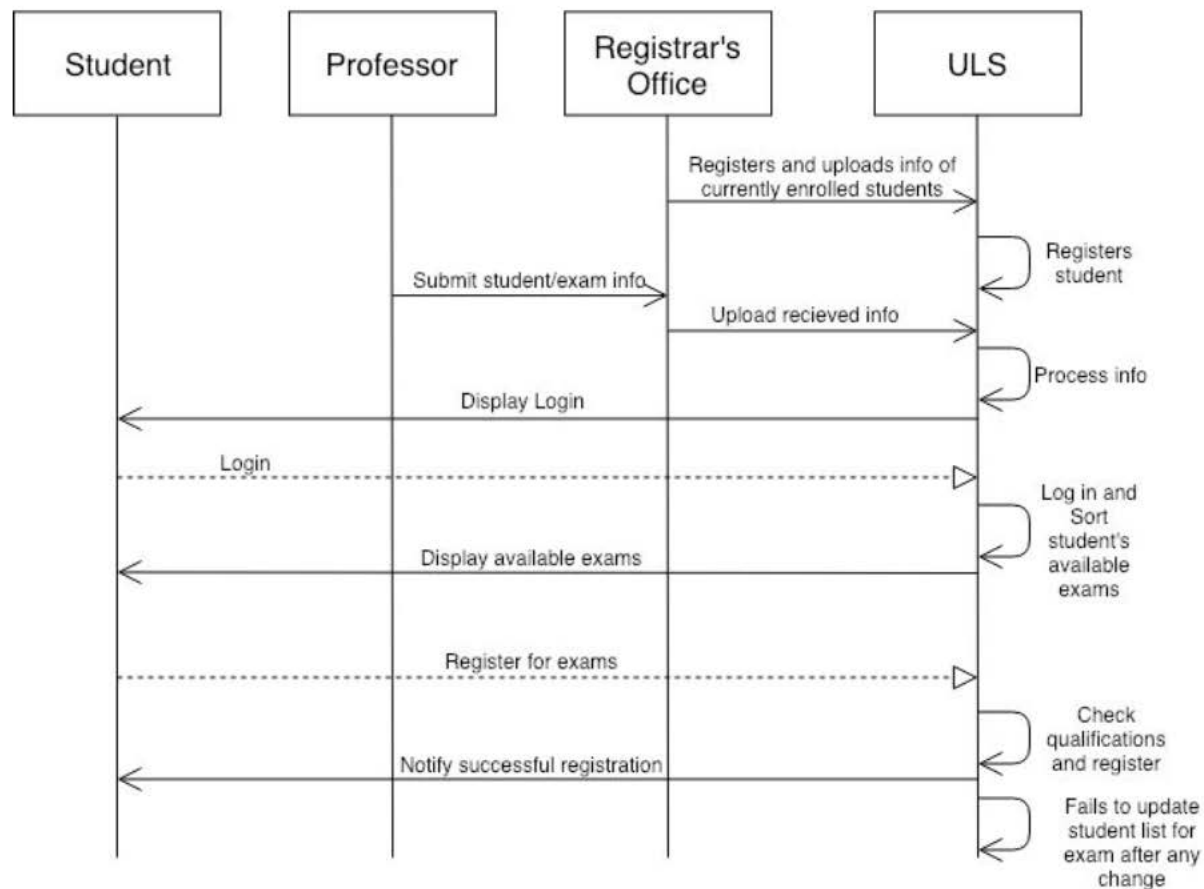 Student
Professor
Registrar's
Office
ULS
Registers and uploads info of
currently enrolled students
Registers
student
Submit student/exam info
Upload recieved info
Process info
Display Login
Login
Log in and
Sort
student's
available
exams
Display available exams
Register for exams
Check
qualifications
and register
Notify successful registration
Fails to update
student list for
exam after any
change